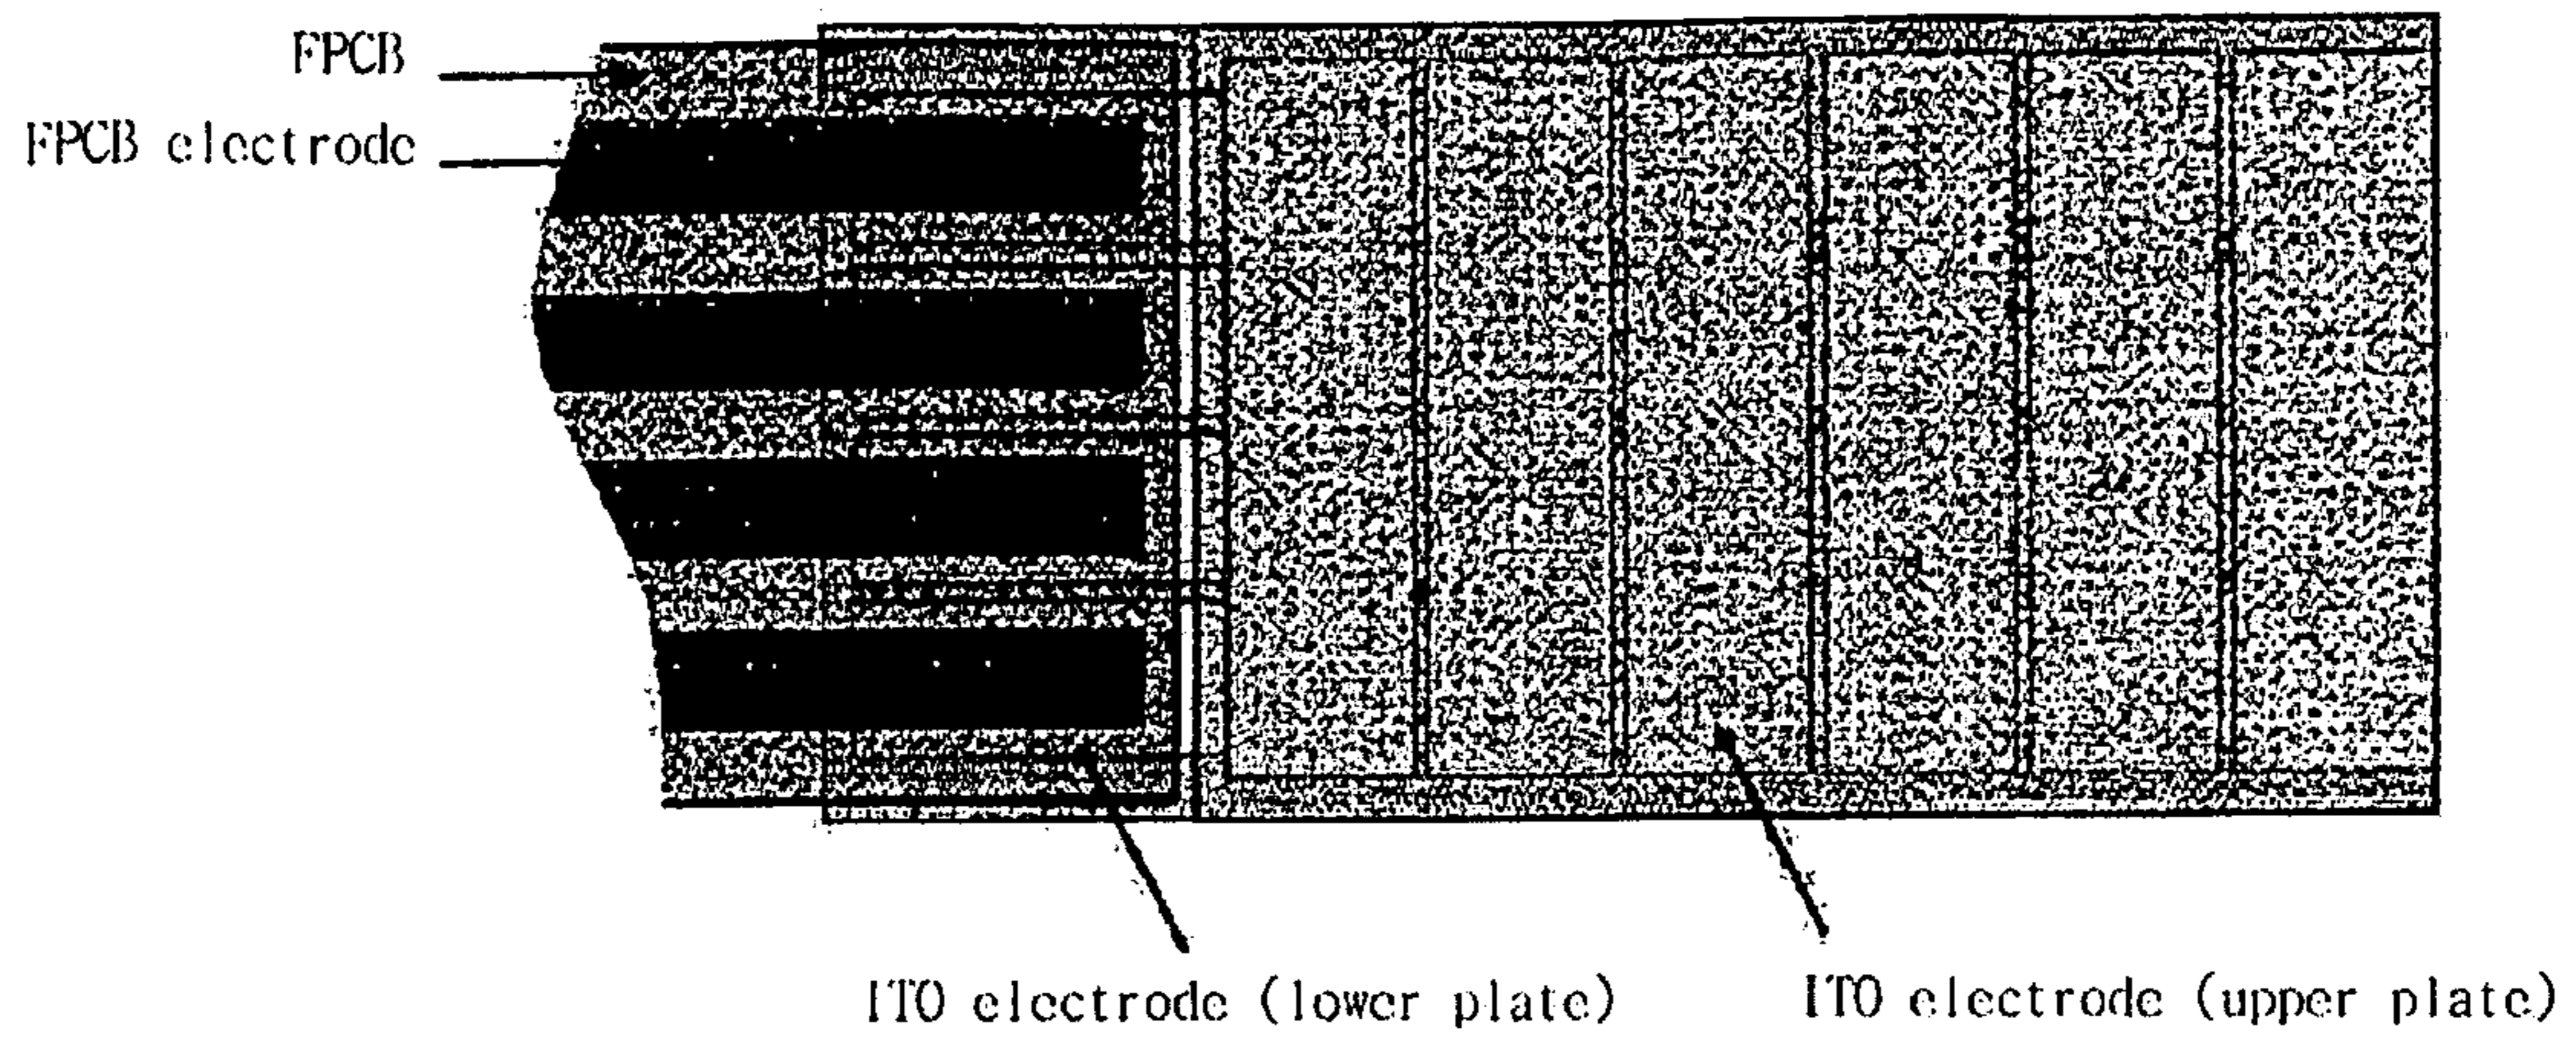 FPCB
FPCB electrode
ITO electrode (lower plate)
ITO electrode (upper plate)